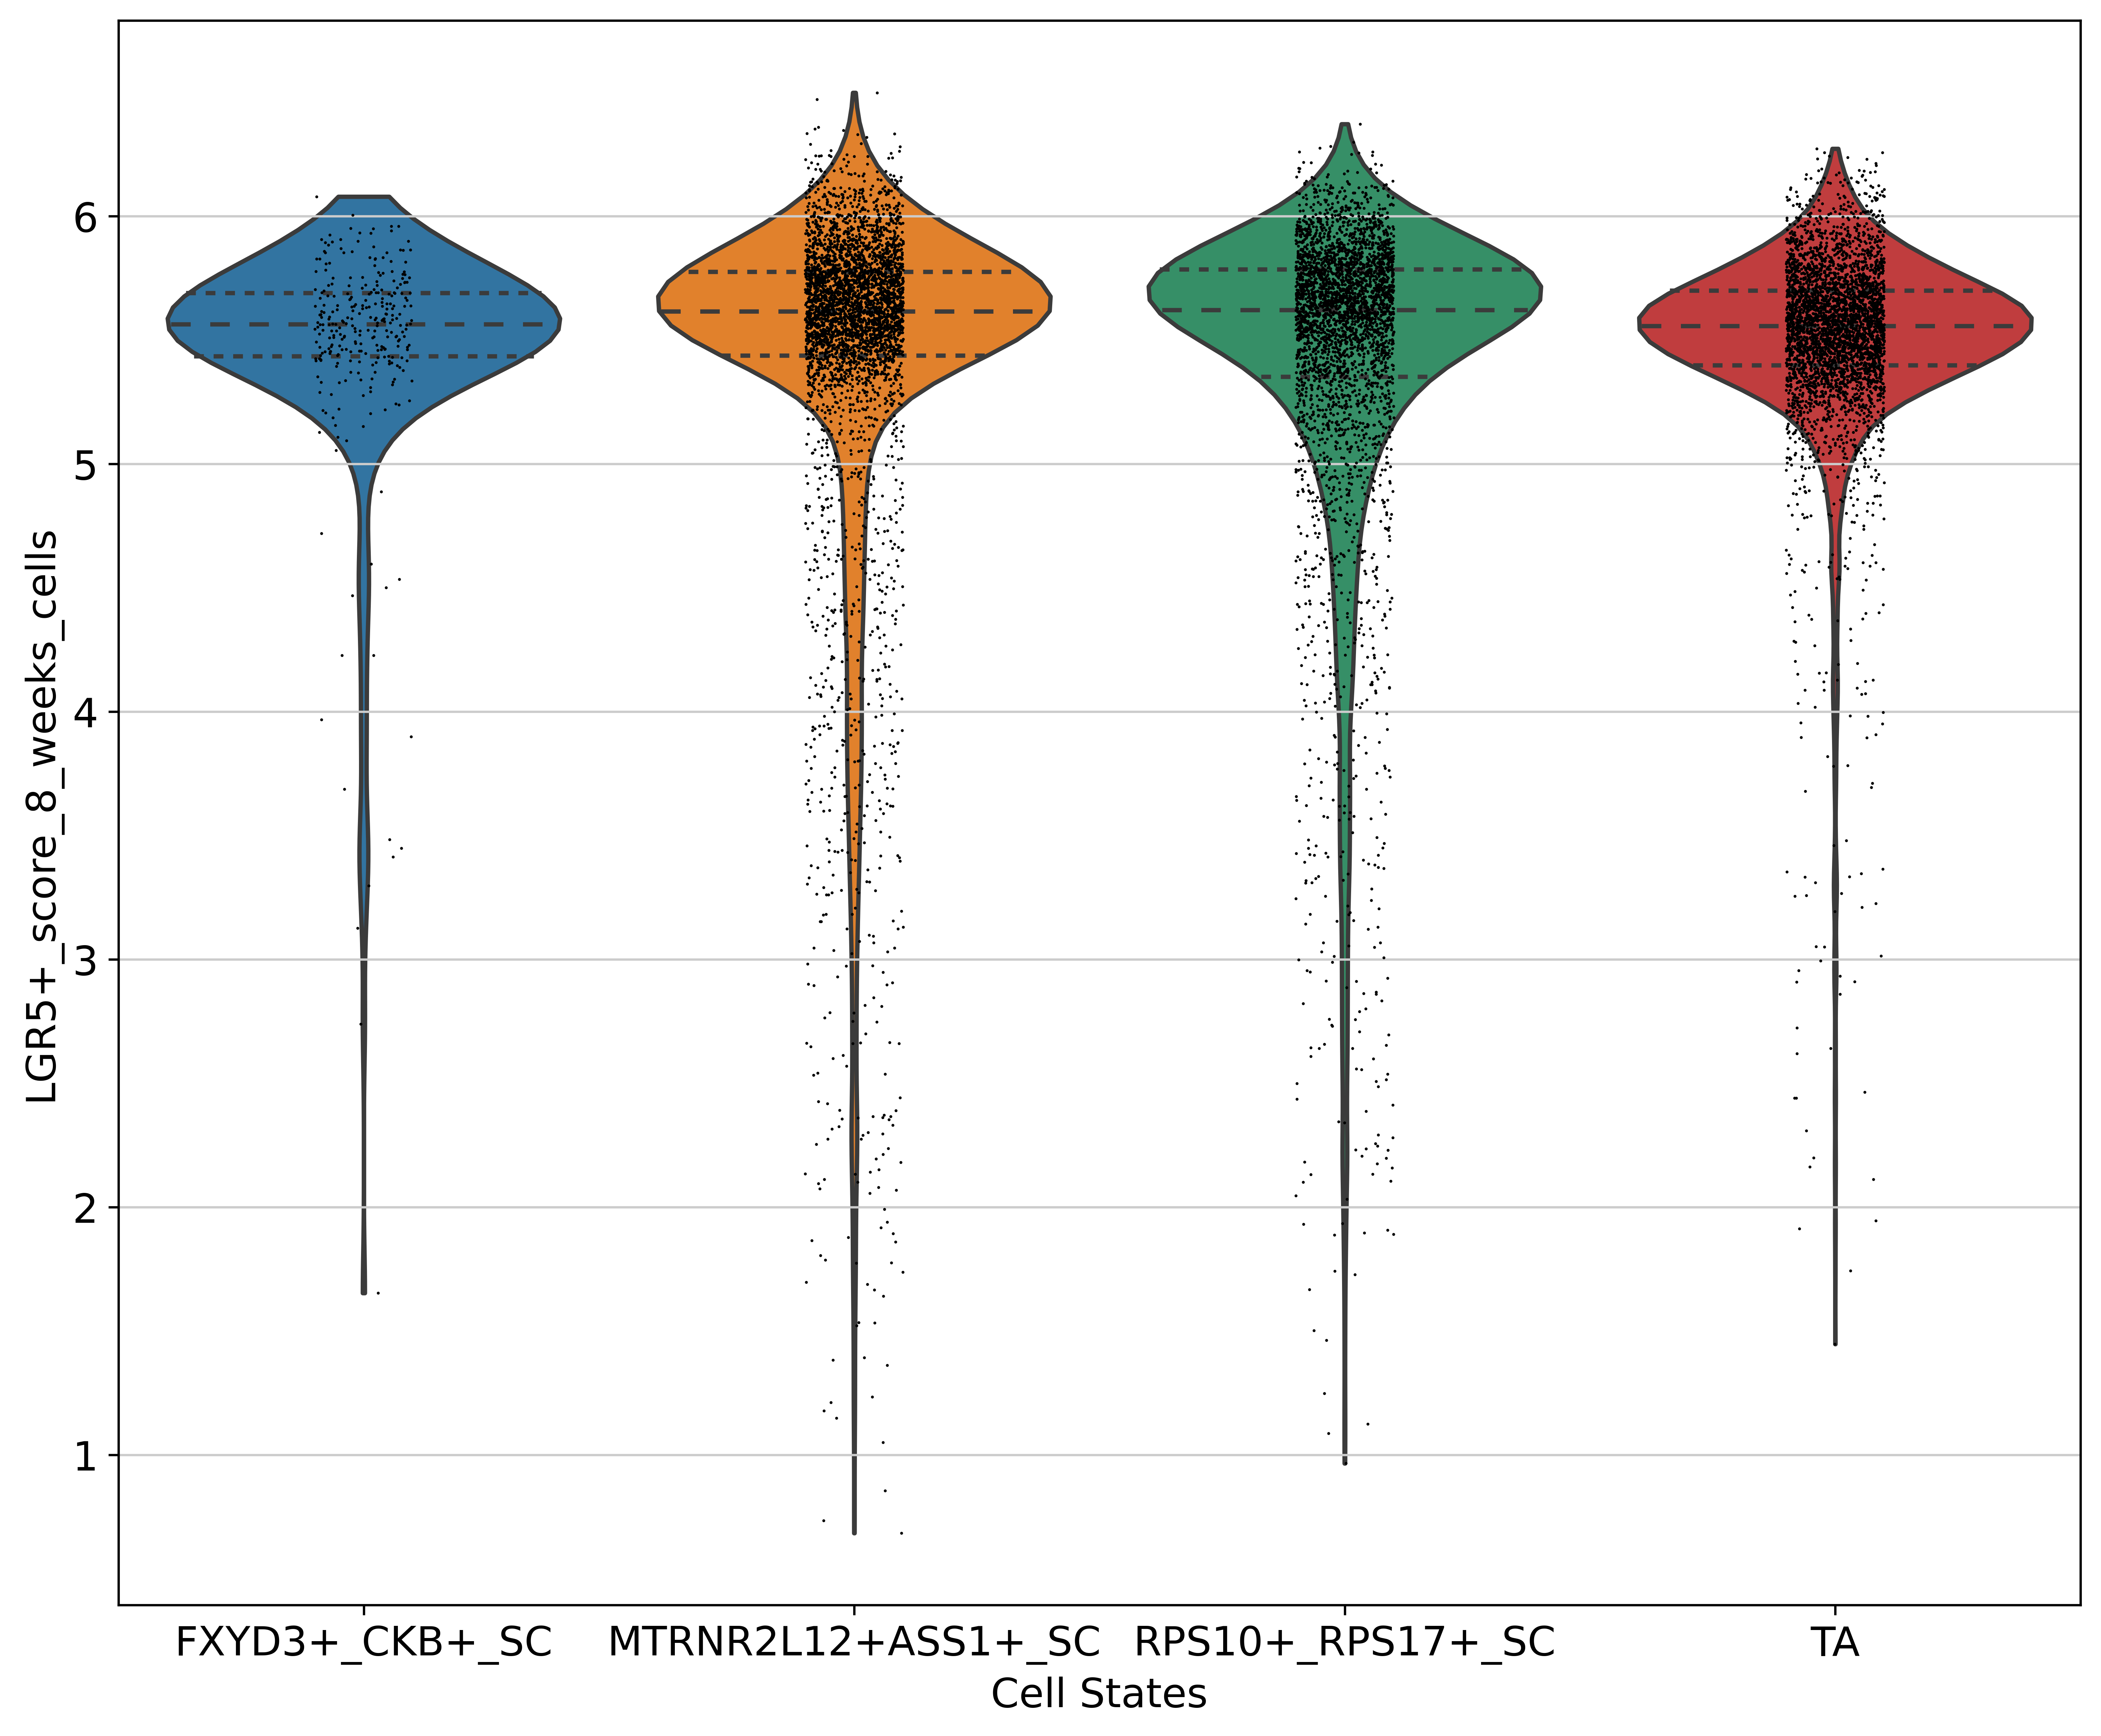 LGR5+_score_8_weeks_cells
6
5
4
3
2
1
FXYD3+_CKB+_SC MTRNR2L12+ASS1+_SC RPS10+_RPS17+_SC TA
Cell States